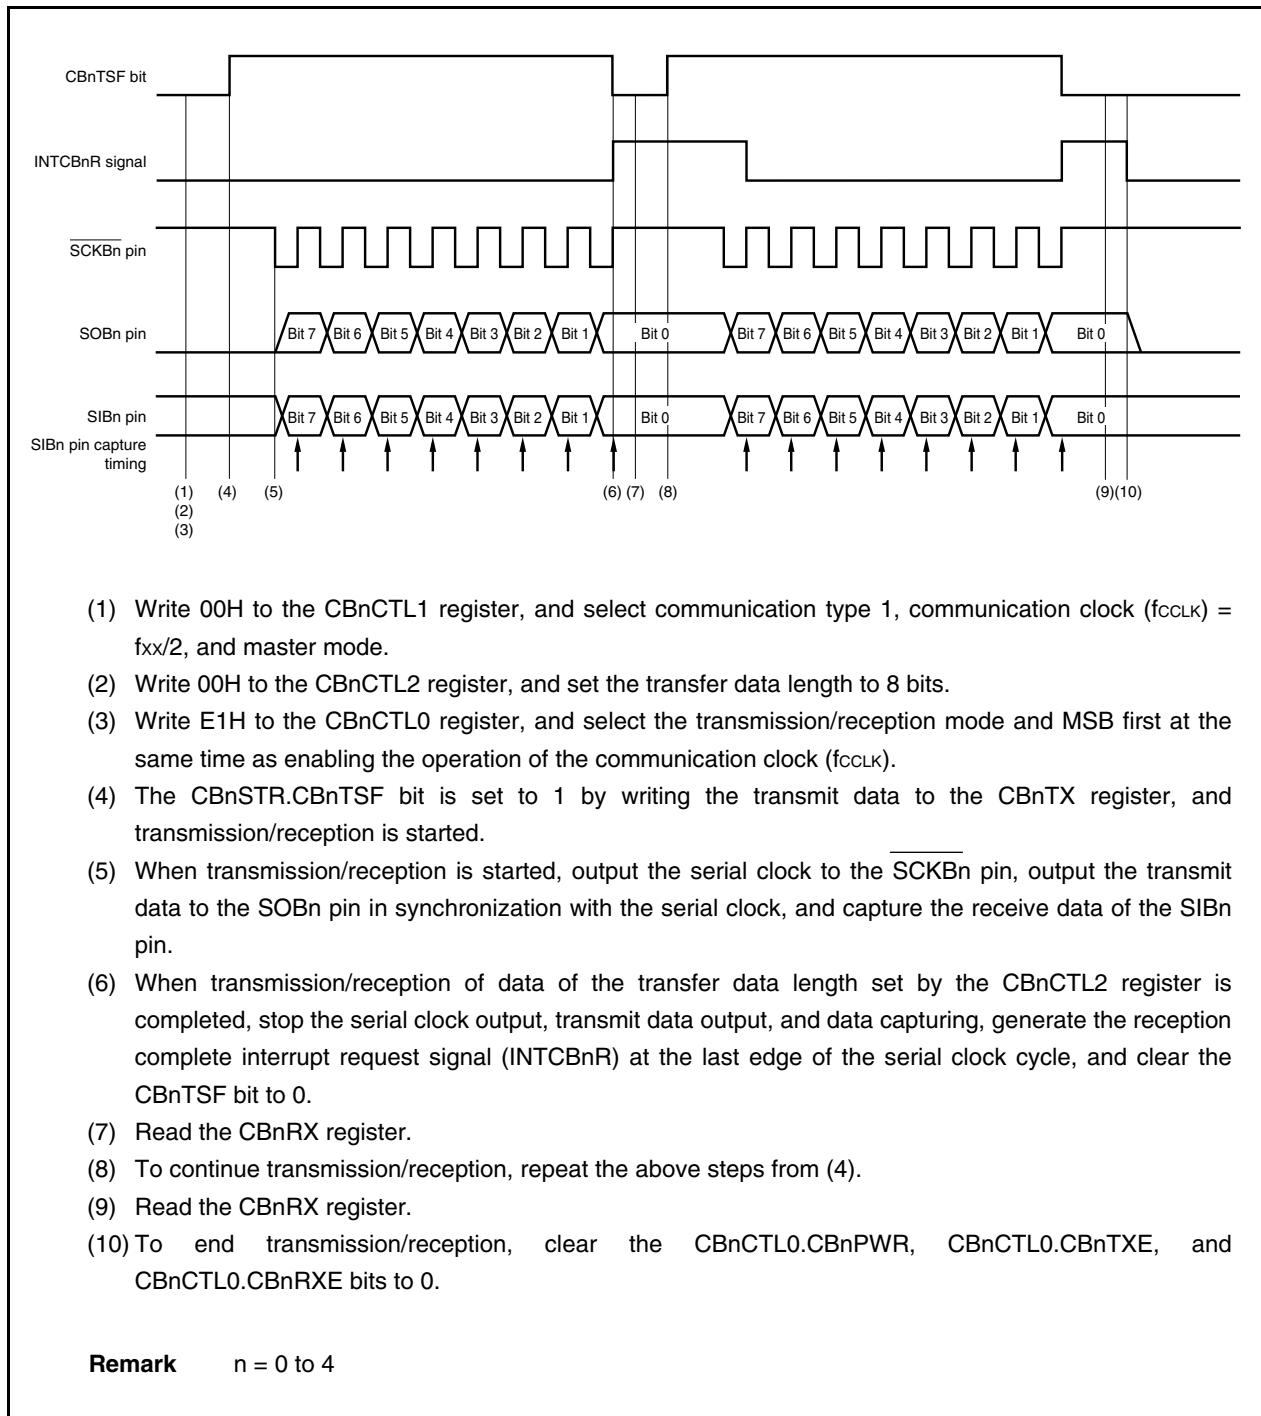 CBnTSF bit
INTCBnR signal
SCKBn pin
SOBn pin
Bit 7 Bit 6 Bit 5 Bit 4 Bit 3 Bit 2 Bit 1 Bit 0 Bit 7 Bit 6 Bit 5 Bit 4 Bit 3 Bit 2 Bit 1 Bit 0
SIBn pin
Bit 7 Bit 6 Bit 5 Bit 4 Bit 3 Bit 2 Bit 1 Bit 0 Bit 7 Bit 6 Bit 5 Bit 4 Bit 3 Bit 2 Bit 1 Bit 0
SIBn pin capture
timing
(1) (4) (5) (6) (7) (8) (9)(10)
(2)
(3)
(1) Write 00H to the CBnCTL1 register, and select communication type 1, communication clock (fCCLK) =
fxx/2, and master mode.
(2) Write 00H to the CBnCTL2 register, and set the transfer data length to 8 bits.
(3) Write E1H to the CBnCTL0 register, and select the transmission/reception mode and MSB first at the
same time as enabling the operation of the communication clock (fCCLK).
(4) The CBnSTR.CBnTSF bit is set to 1 by writing the transmit data to the CBnTX register, and
transmission/reception is started.
(5) When transmission/reception is started, output the serial clock to the SCKBn pin, output the transmit
data to the SOBn pin in synchronization with the serial clock, and capture the receive data of the SIBn
pin.
(6) When transmission/reception of data of the transfer data length set by the CBnCTL2 register is
completed, stop the serial clock output, transmit data output, and data capturing, generate the reception
complete interrupt request signal (INTCBnR) at the last edge of the serial clock cycle, and clear the
CBnTSF bit to 0.
(7) Read the CBnRX register.
(8) To continue transmission/reception, repeat the above steps from (4).
(9) Read the CBnRX register.
(10) To end transmission/reception, clear the CBnCTL0.CBnPWR, CBnCTL0.CBnTXE, and
CBnCTL0.CBnRXE bits to 0.
Remark n = 0 to 4